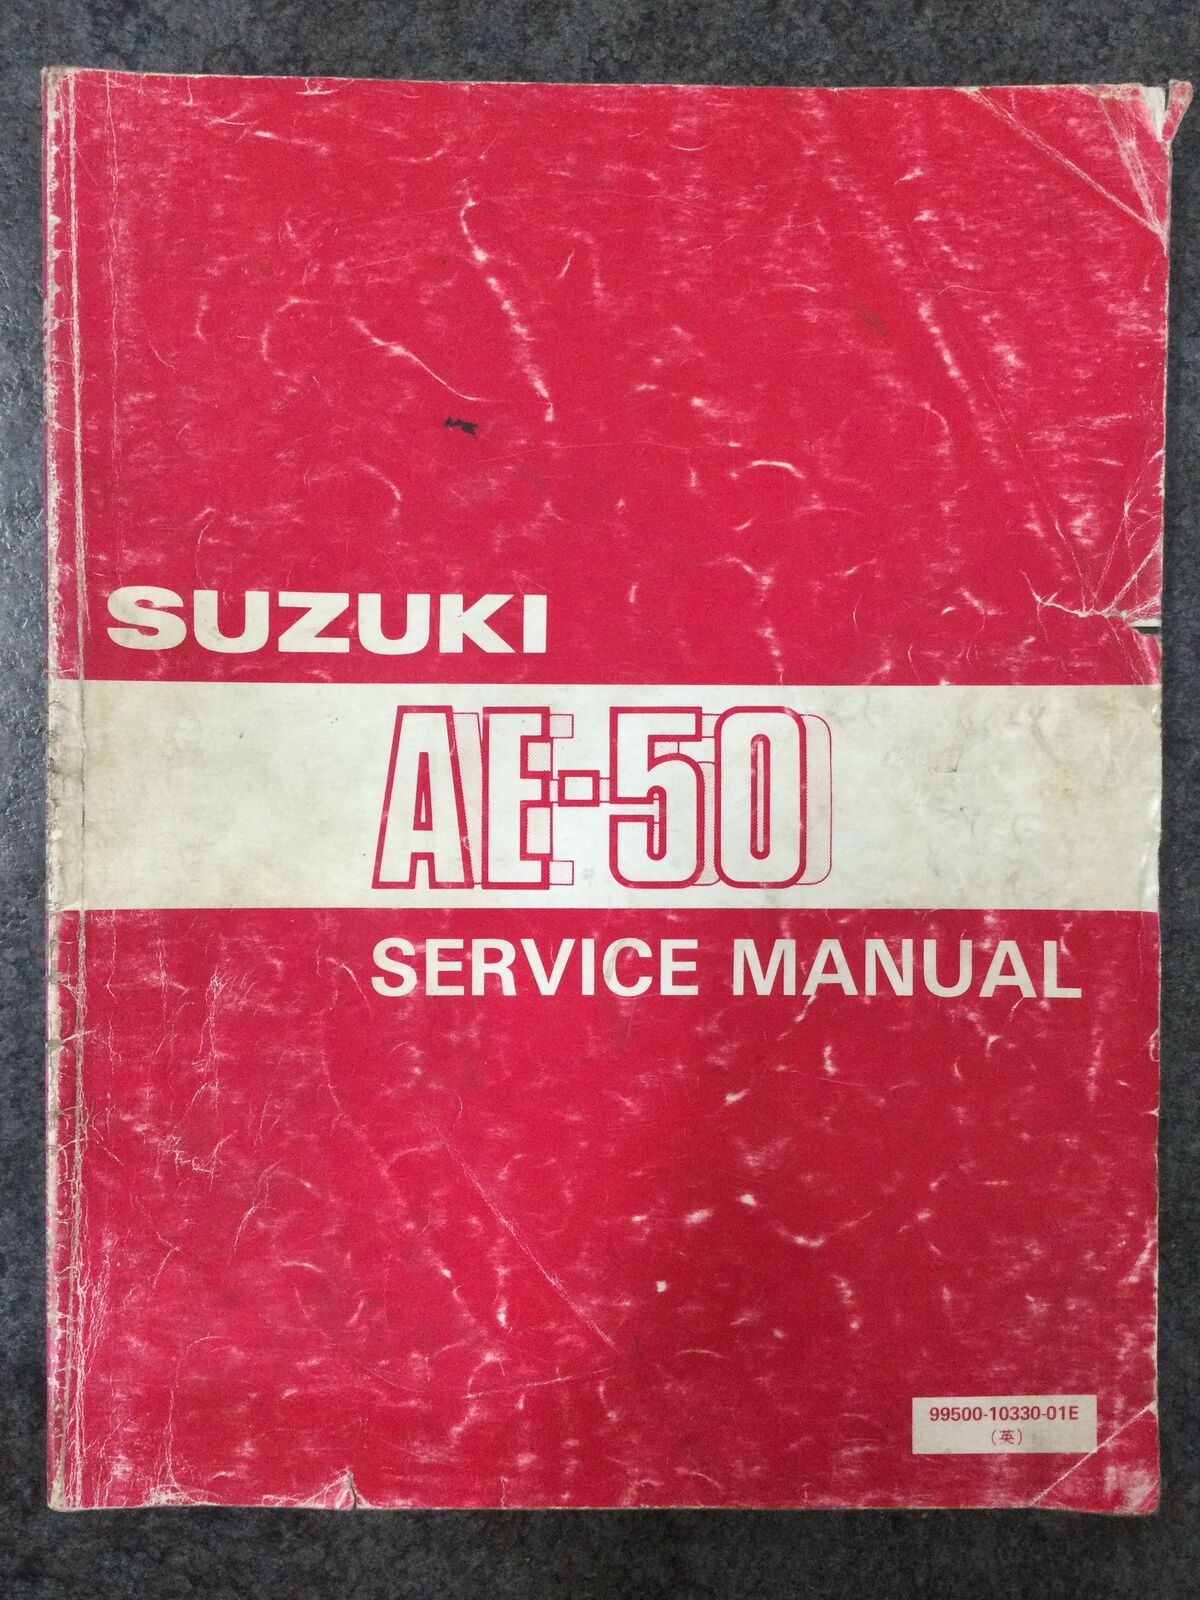 SUZUKI
AE-50
SERVICE MANUAL
99500-10330-01E
(英)